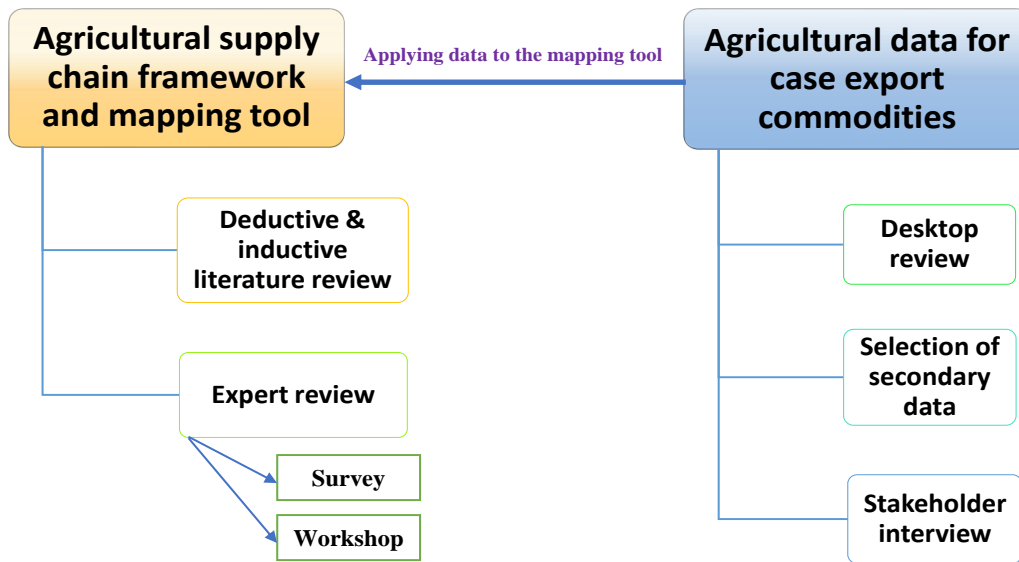 Agricultural supply
chain framework
and mapping tool
Applying data to the mapping tool
Agricultural data for
case export
commodities
Deductive &
inductive
literature review
Expert review
Survey
Workshop
Desktop
review
Selection of
secondary
data
Stakeholder
interview